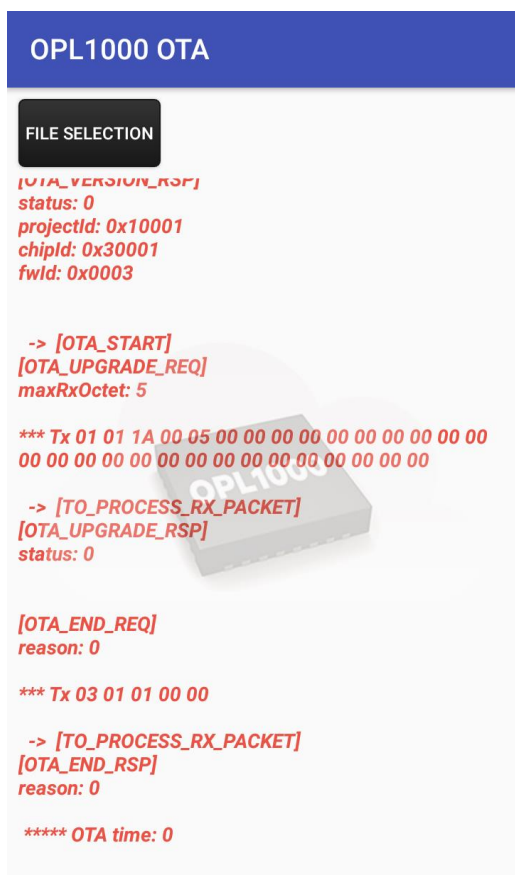 OPL1000 OTA
FILE SELECTION
[OTA_VERSION_RSP]
status: 0
projectId: 0x10001
chipId: 0x30001
fwId: 0x0003
-> [OTA_START]
[OTA_UPGRADE_REQ]
maxRxOctet: 5
*** Tx 01 01 1A 00 05 00 00 00 00 00 00 00 00 00 00
00 00 00 00 00 00 00 00 00 00 00 00 00 00 00
OPL1000
-> [TO_PROCESS_RX_PACKET]
[OTA_UPGRADE_RSP]
status: 0
[OTA_END_REQ]
reason: 0
*** Tx 03 01 01 00 00
-> [TO_PROCESS_RX_PACKET]
[OTA_END_RSP]
reason: 0
***** OTA time: 0